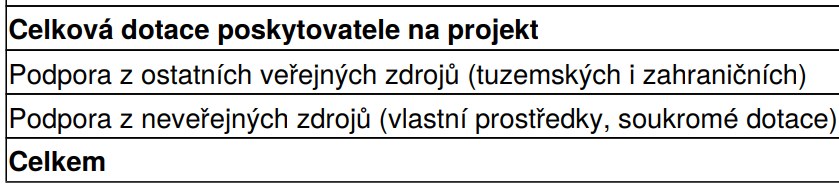 Celková dotace poskytovatele na projekt
Podpora z ostatních veřejných zdrojů (tuzemských i zahraničních)
Podpora z neveřejných zdrojů (vlastní prostředky, soukromé dotace)
Celkem